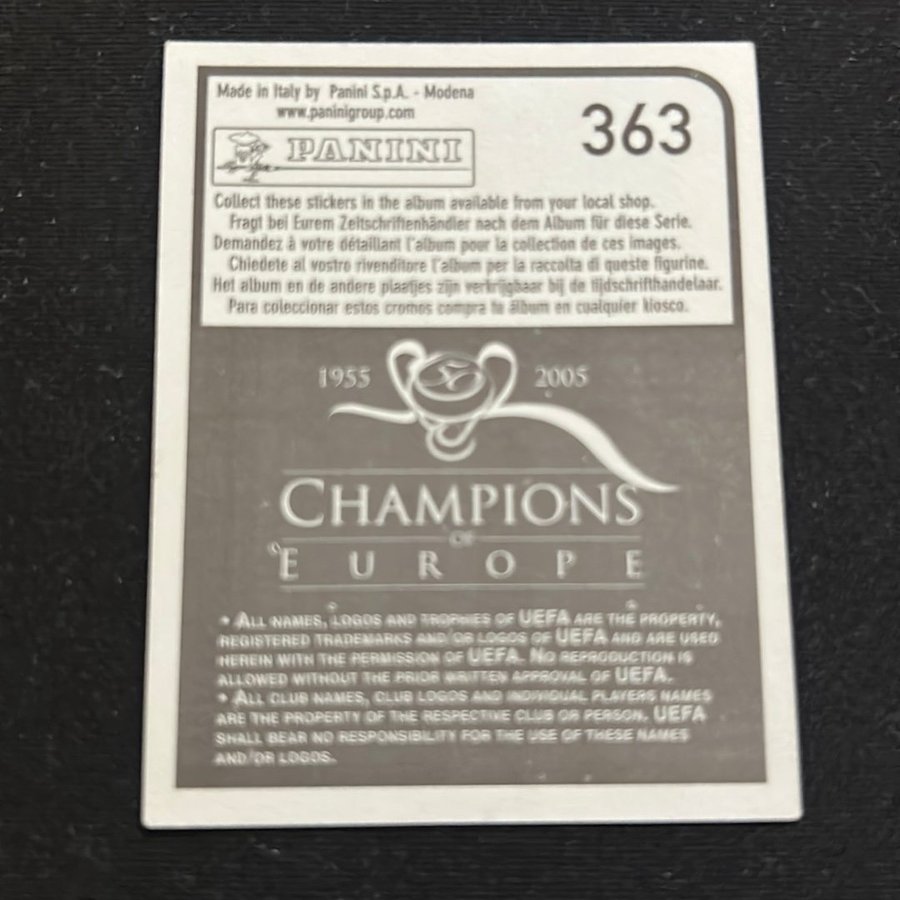 Made in Italy by Panini S.p.A. - Modena
www.paninigroup.com
363
PANINI
Collect these stickers in the album available from your local shop.
Fragt bei Eurem Zeitschriftenhändler nach dem Album für diese Serie.
Demandez à votre détaillant l'album pour la collection de ces images.
Chiedete al vostro rivenditore l'album per la raccolta di queste figurine.
Het album en de andere plaatjes zijn verkrijgbaar bij de tijdschrifthandelaar.
Para coleccionar estos cromos compra tu álbum en cualquier kiosco.
1955 50 2005
CHAMPIONS
OF
EUROPE
• ALL NAMES, LOGOS AND TROPHIES OF UEFA ARE THE PROPERTY,
REGISTERED TRADEMARKS AND/OR LOGOS OF UEFA AND ARE USED
HEREIN WITH THE PERMISSION OF UEFA. NO REPRODUCTION IS
ALLOWED WITHOUT THE PRIOR WRITTEN APPROVAL OF UEFA.
• ALL CLUB NAMES, CLUB LOGOS AND INDIVIDUAL PLAYERS NAMES
ARE THE PROPERTY OF THE RESPECTIVE CLUB OR PERSON. UEFA
SHALL BEAR NO RESPONSIBILITY FOR THE USE OF THESE NAMES
AND/OR LOGOS.